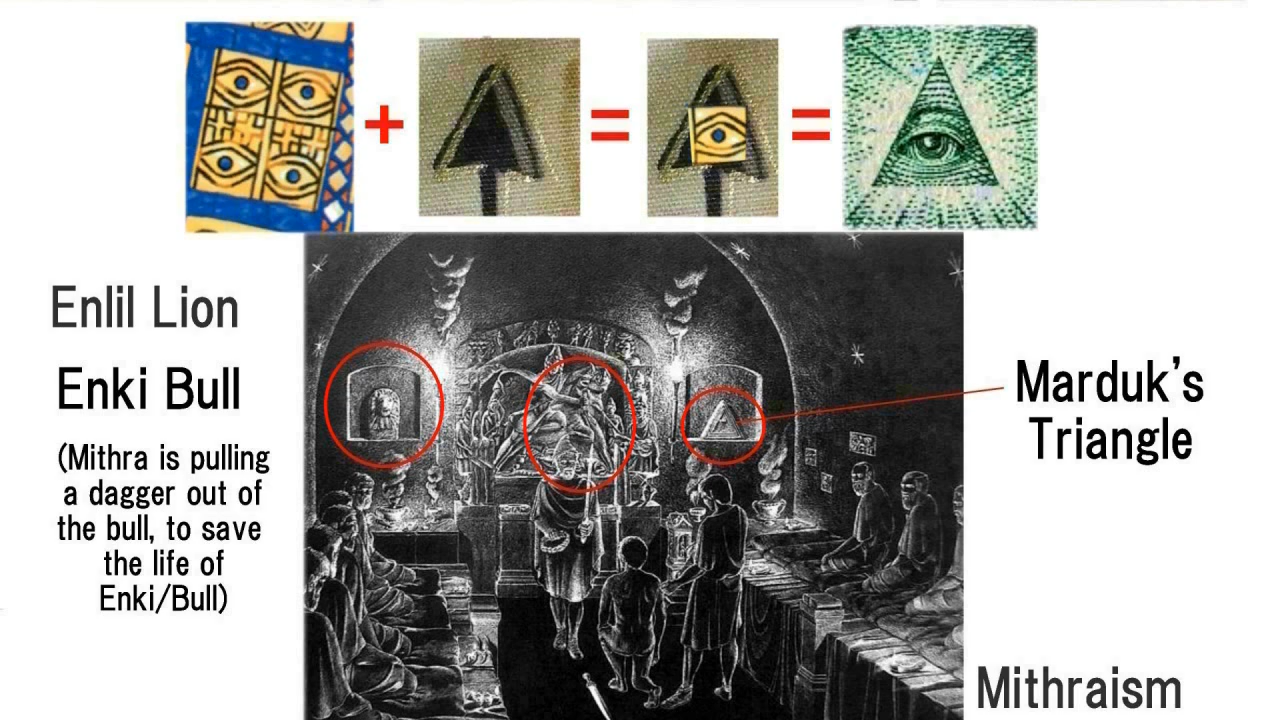 + = =
Enlil Lion
Enki Bull
(Mithra is pulling
a dagger out of
the bull, to save
the life of
Enki/Bull)
Marduk's
Triangle
Mithraism